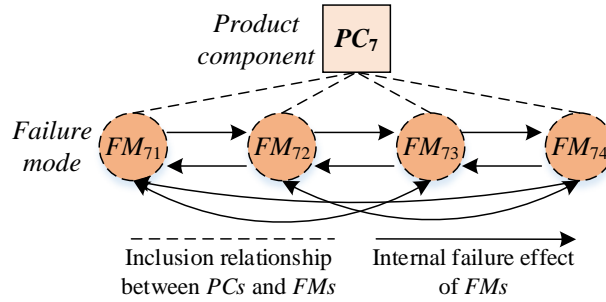 Product
component
PC7
Failure
mode
FM71
FM72
FM73
FM74
Inclusion relationship
between PCs and FMs
Internal failure effect
of FMs